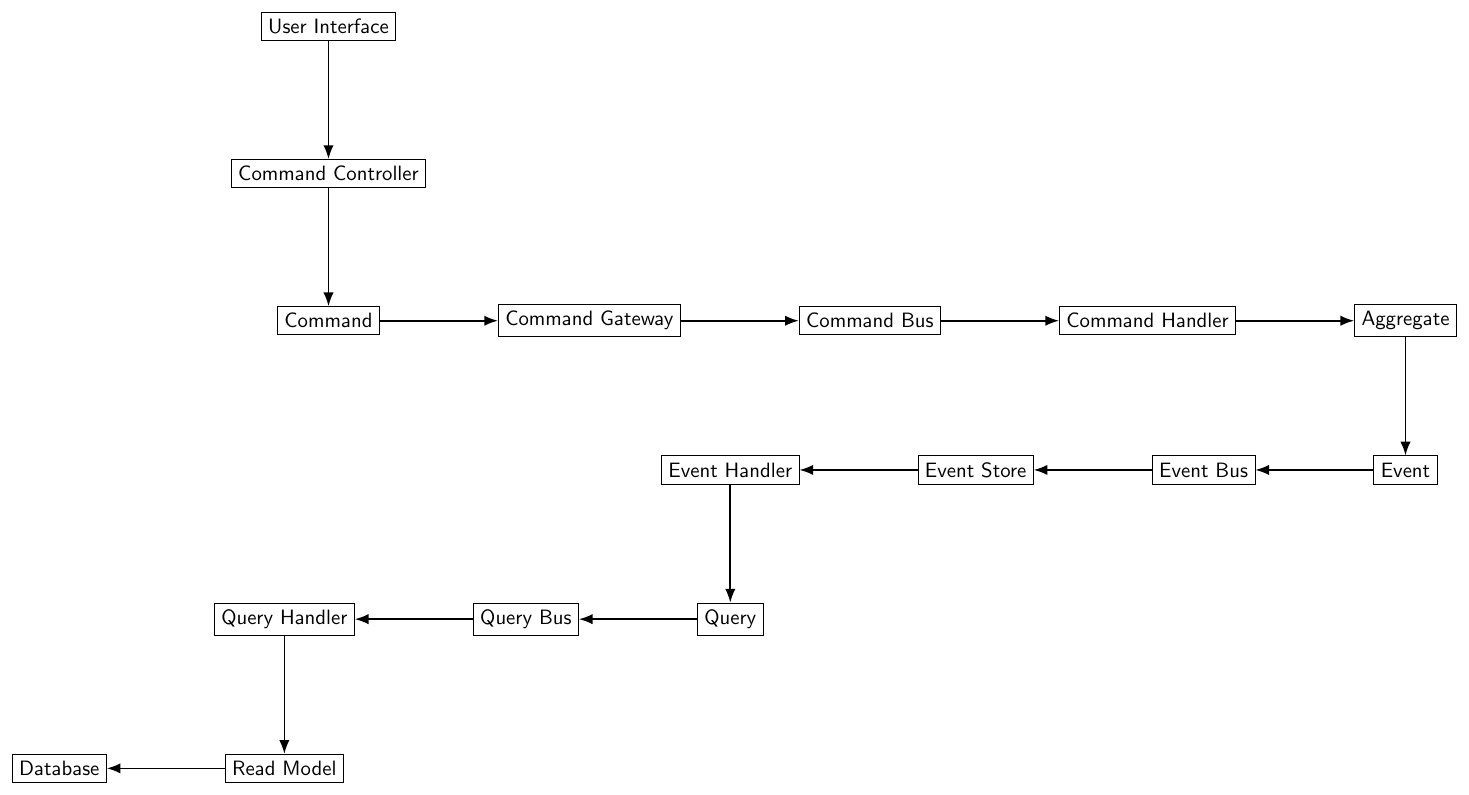 User Interface
Command Controller
Command
Command Gateway
Command Bus
Command Handler
Aggregate
Event Handler
Event Store
Event Bus
Event
Query Handler
Query Bus
Query
Database
Read Model